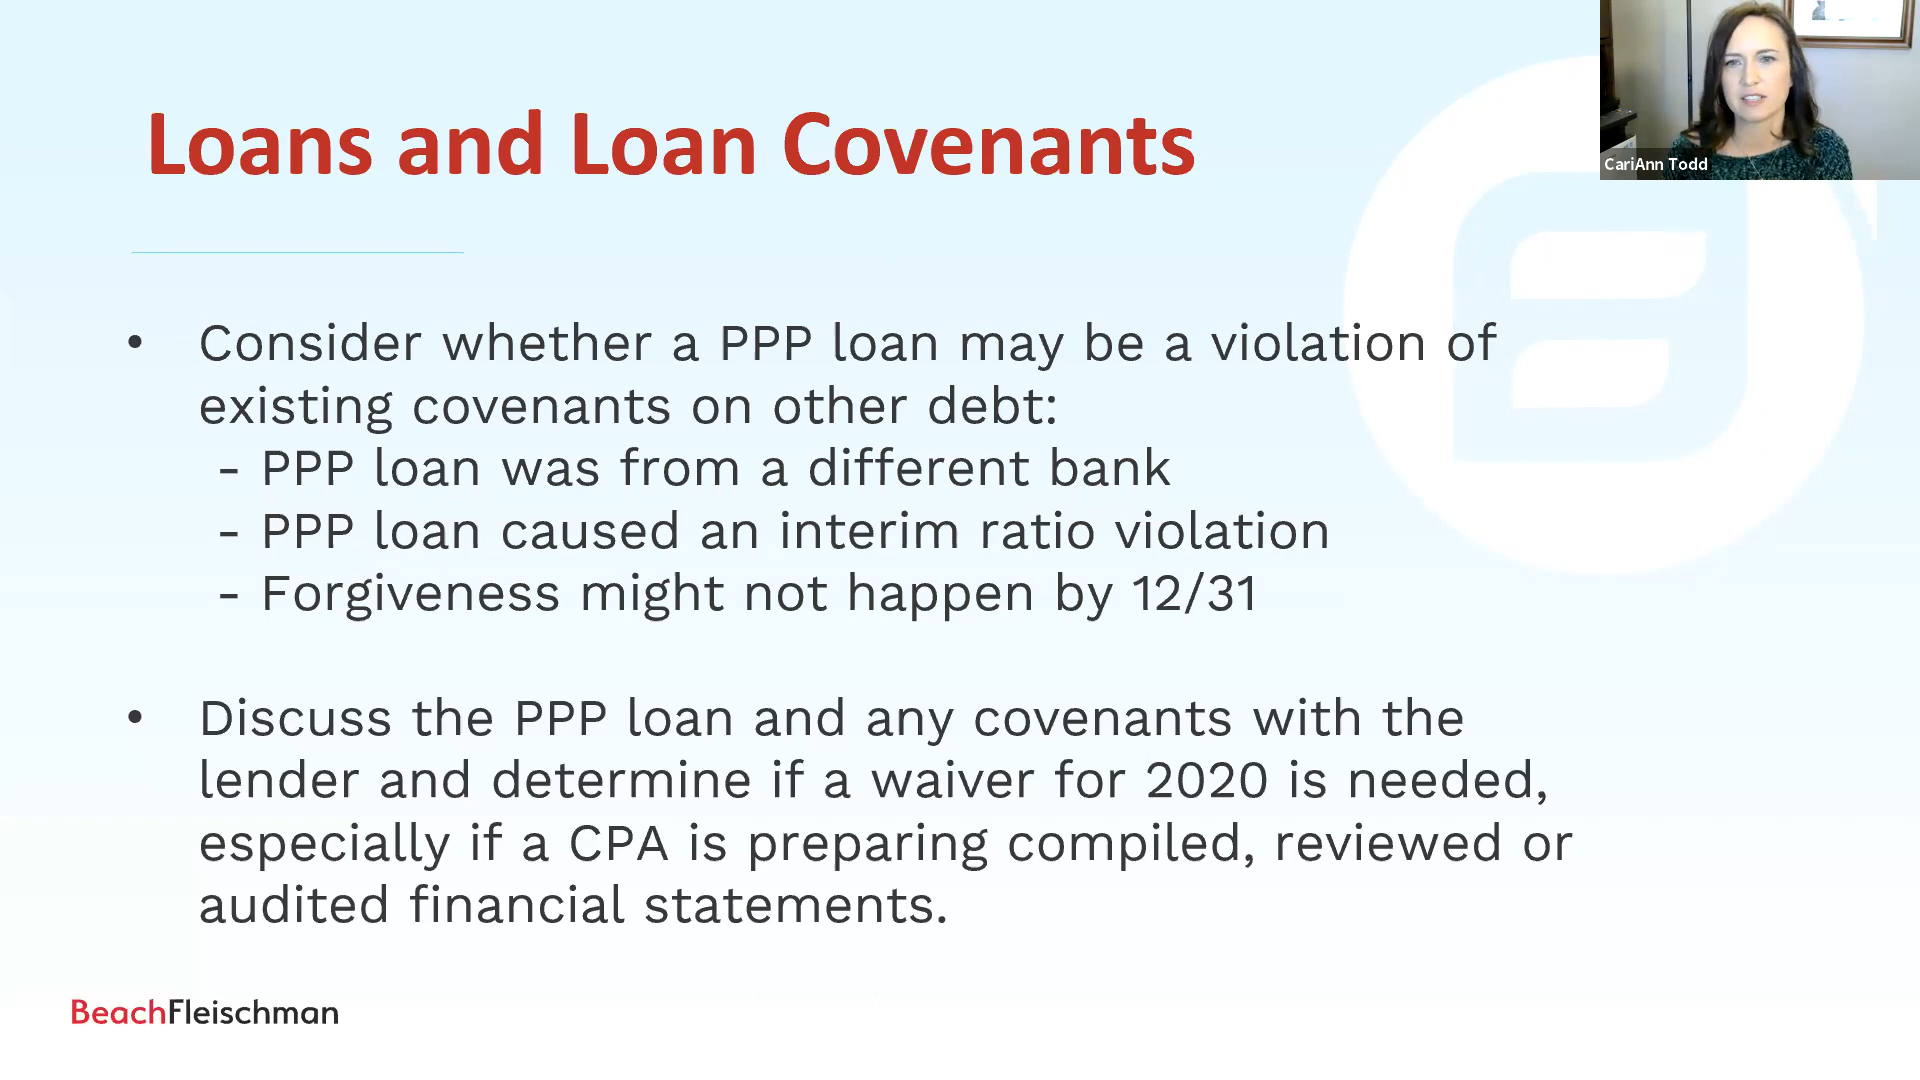 Loans and Loan Covenants
CariAnn Todd
• Consider whether a PPP loan may be a violation of
existing covenants on other debt:
- PPP loan was from a different bank
- PPP loan caused an interim ratio violation
- Forgiveness might not happen by 12/31
• Discuss the PPP loan and any covenants with the
lender and determine if a waiver for 2020 is needed,
especially if a CPA is preparing compiled, reviewed or
audited financial statements.
BeachFleischman